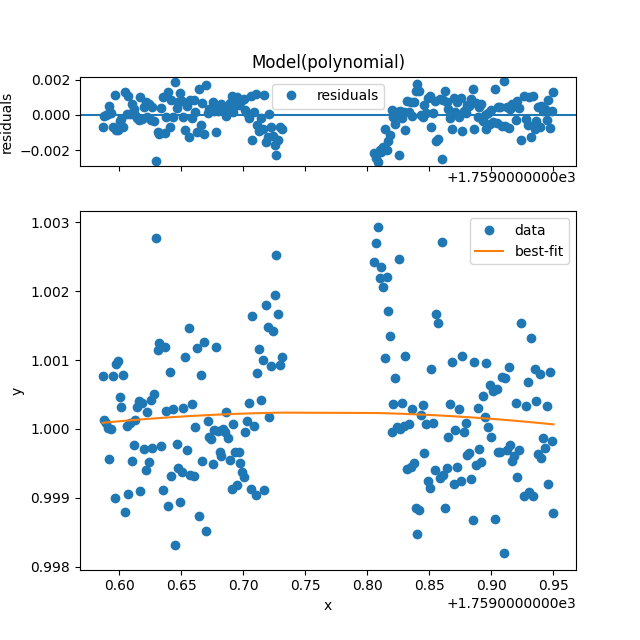 Model(polynomial)
0.002
0.000
−0.002
residuals
residuals
+1.7590000000e3
1.003
1.002
1.001
1.000
0.999
0.998
y
data
best-fit
0.60 0.65 0.70 0.75 0.80 0.85 0.90 0.95
x
+1.7590000000e3